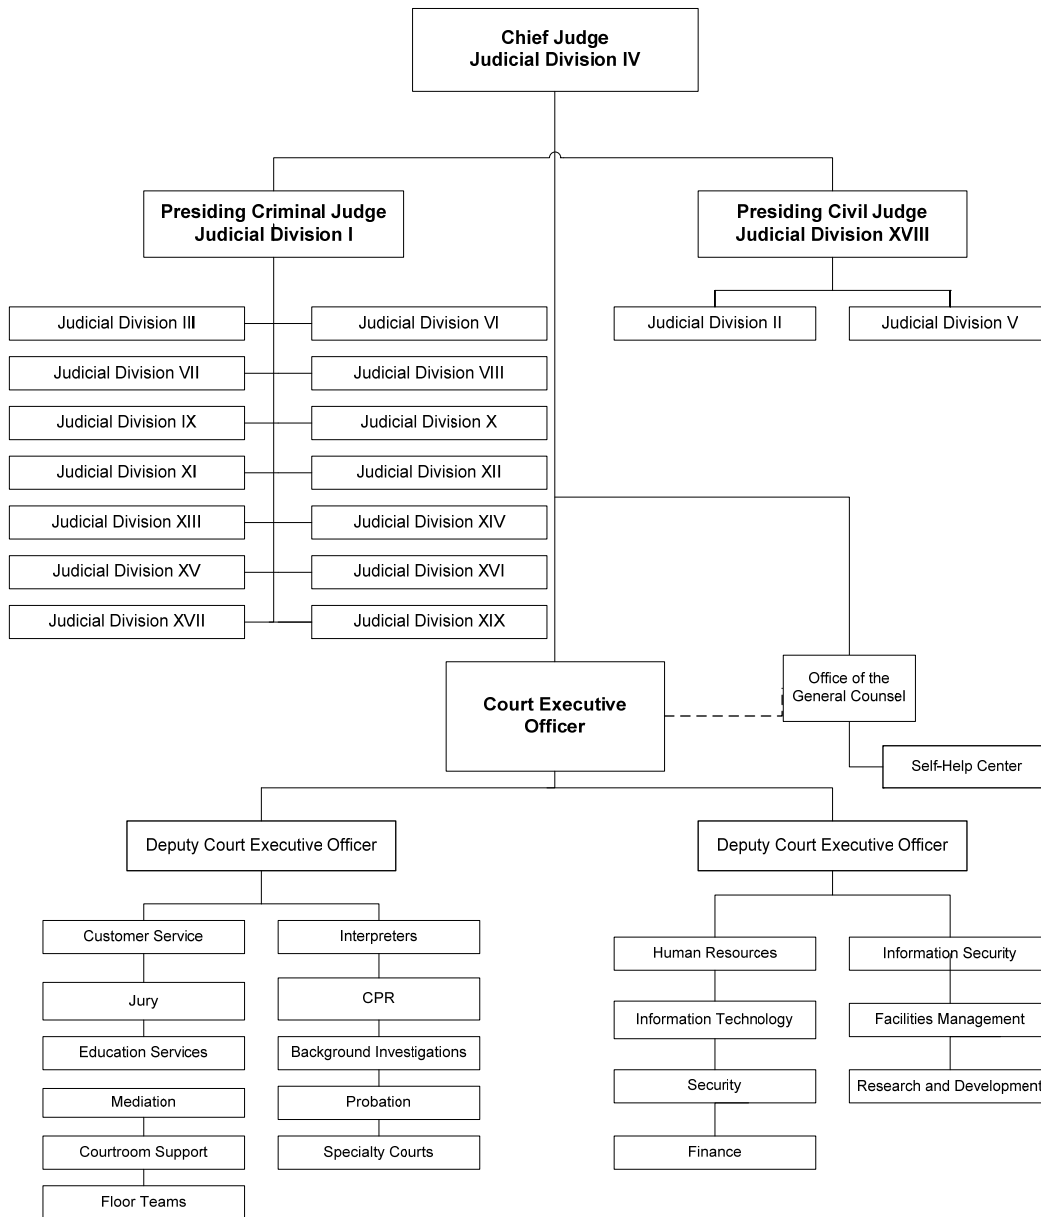 Chief Judge
Judicial Division IV
Presiding Criminal Judge
Judicial Division I
Presiding Civil Judge
Judicial Division XVIII
Judicial Division III
Judicial Division VI
Judicial Division II
Judicial Division V
Judicial Division VII
Judicial Division VIII
Judicial Division IX
Judicial Division X
Judicial Division XI
Judicial Division XII
Judicial Division XIII
Judicial Division XIV
Judicial Division XV
Judicial Division XVI
Judicial Division XVII
Judicial Division XIX
Court Executive
Officer
Office of the
General Counsel
Self-Help Center
Deputy Court Executive Officer
Deputy Court Executive Officer
Customer Service
Interpreters
Jury
CPR
Education Services
Background Investigations
Mediation
Probation
Courtroom Support
Specialty Courts
Floor Teams
Human Resources
Information Security
Information Technology
Facilities Management
Security
Research and Development
Finance